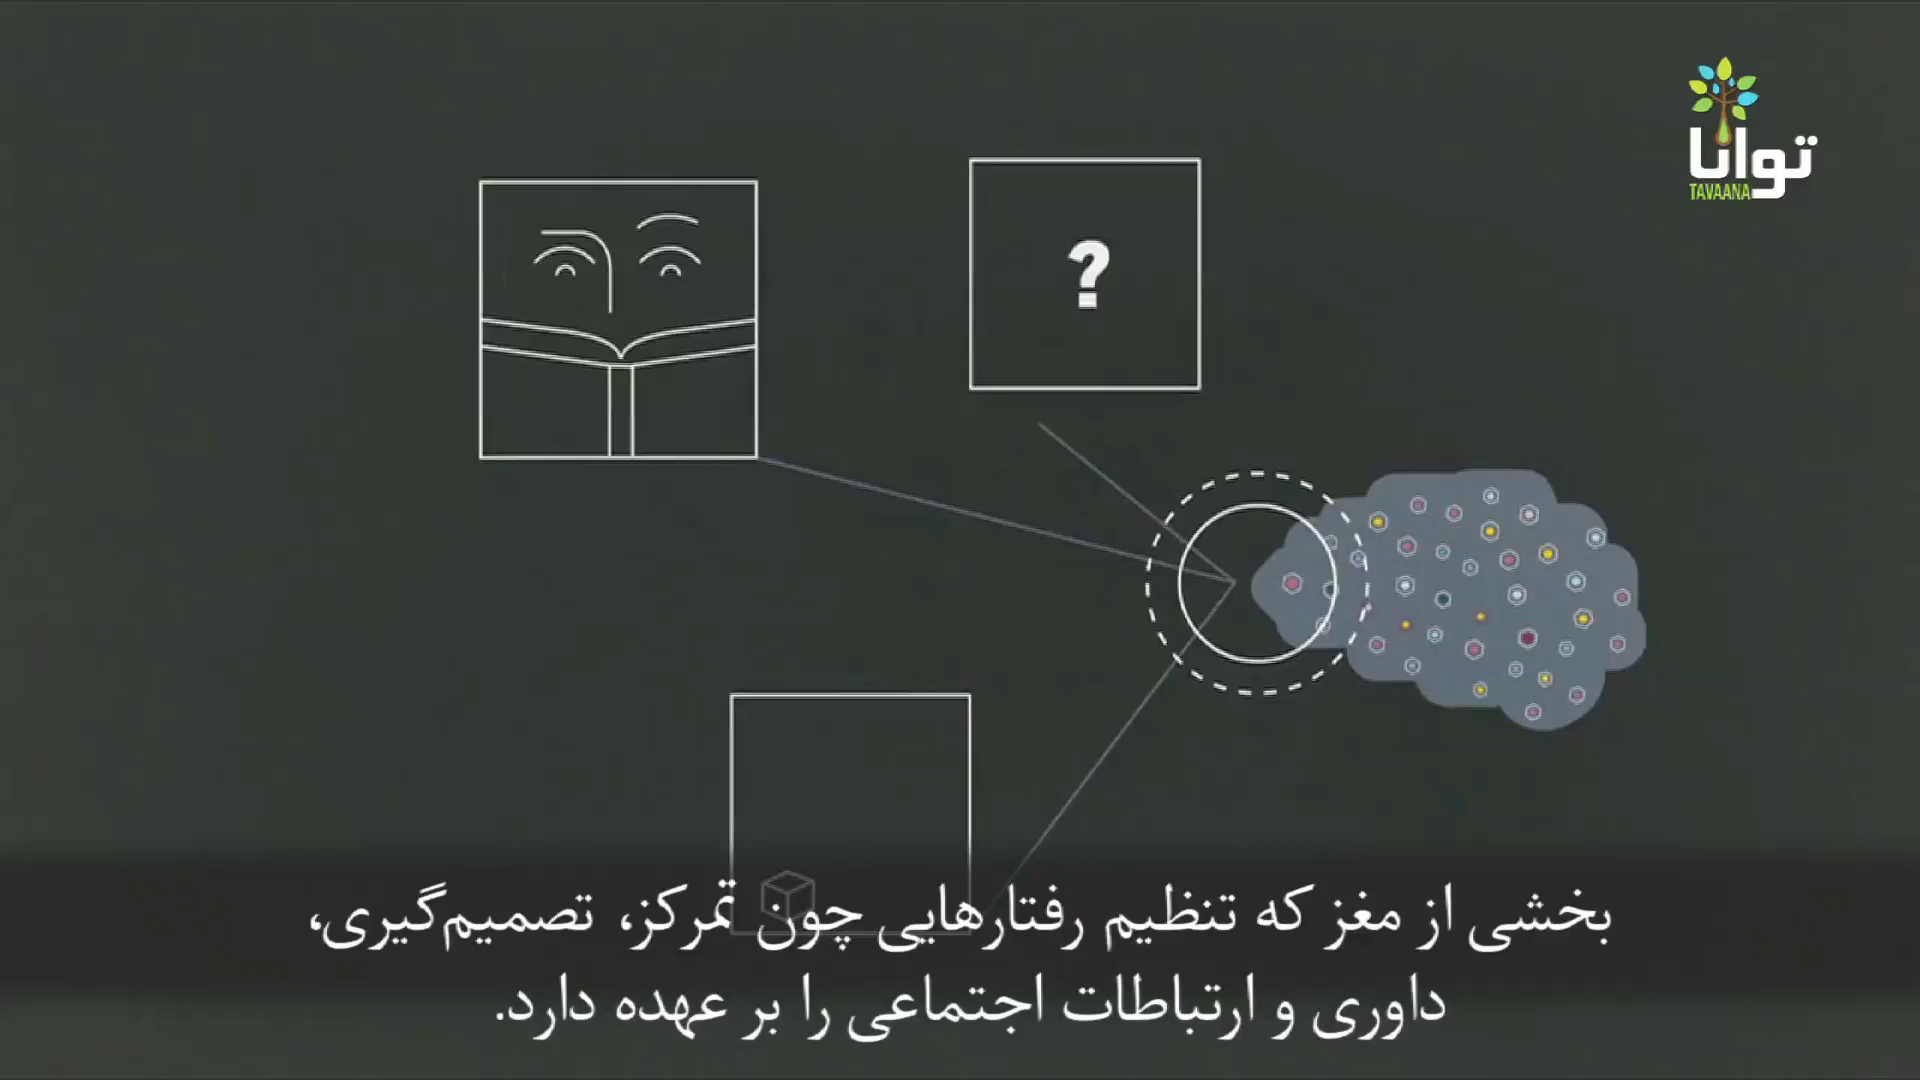 توانا
TAVAANA
?
بخشی از مغز که تنظیم رفتارهایی چون تمرکز، تصمیم‌گیری،
داوری و ارتباطات اجتماعی را بر عهده دارد.